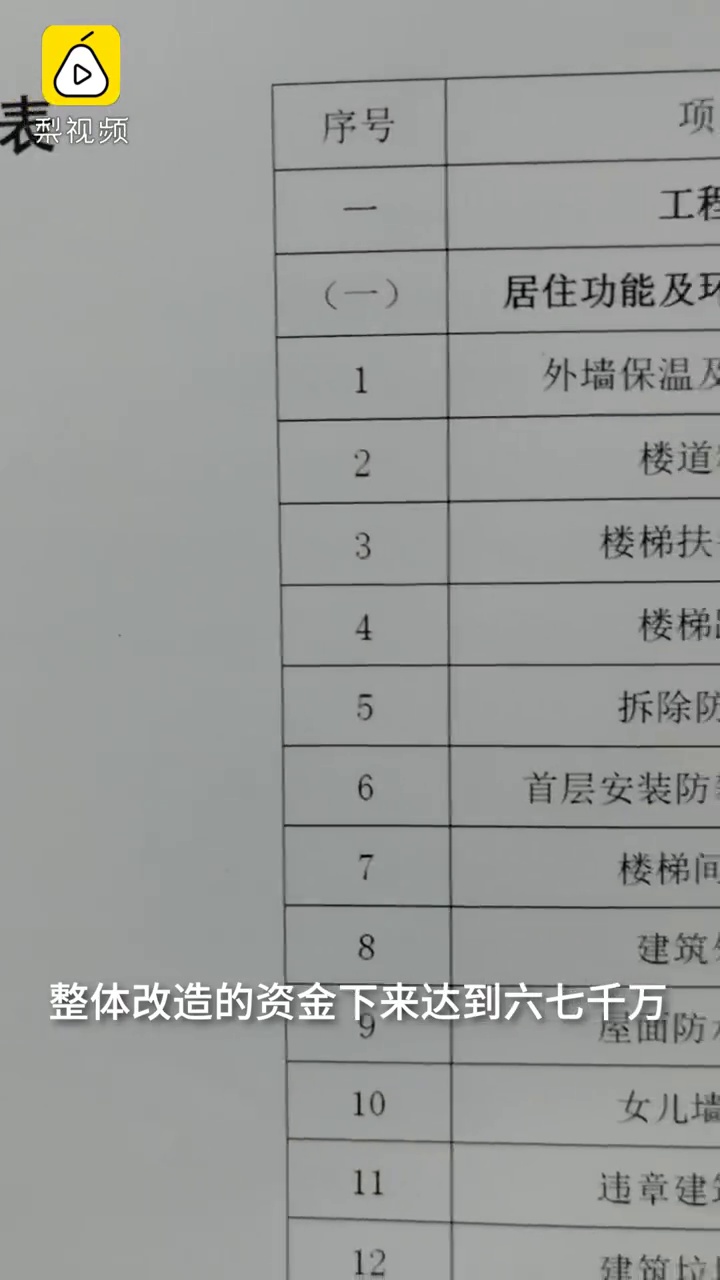 梨视频
表
序号 项
一 工程
（一） 居住功能及环
1 外墙保温及
2 楼道
3 楼梯扶
4 楼梯
5 拆除防
6 首层安装防
7 楼梯间
8 建筑
整体改造的资金下来达到六七千万
9 屋面防水
10 女儿墙
11 违章建筑
12 建筑垃圾